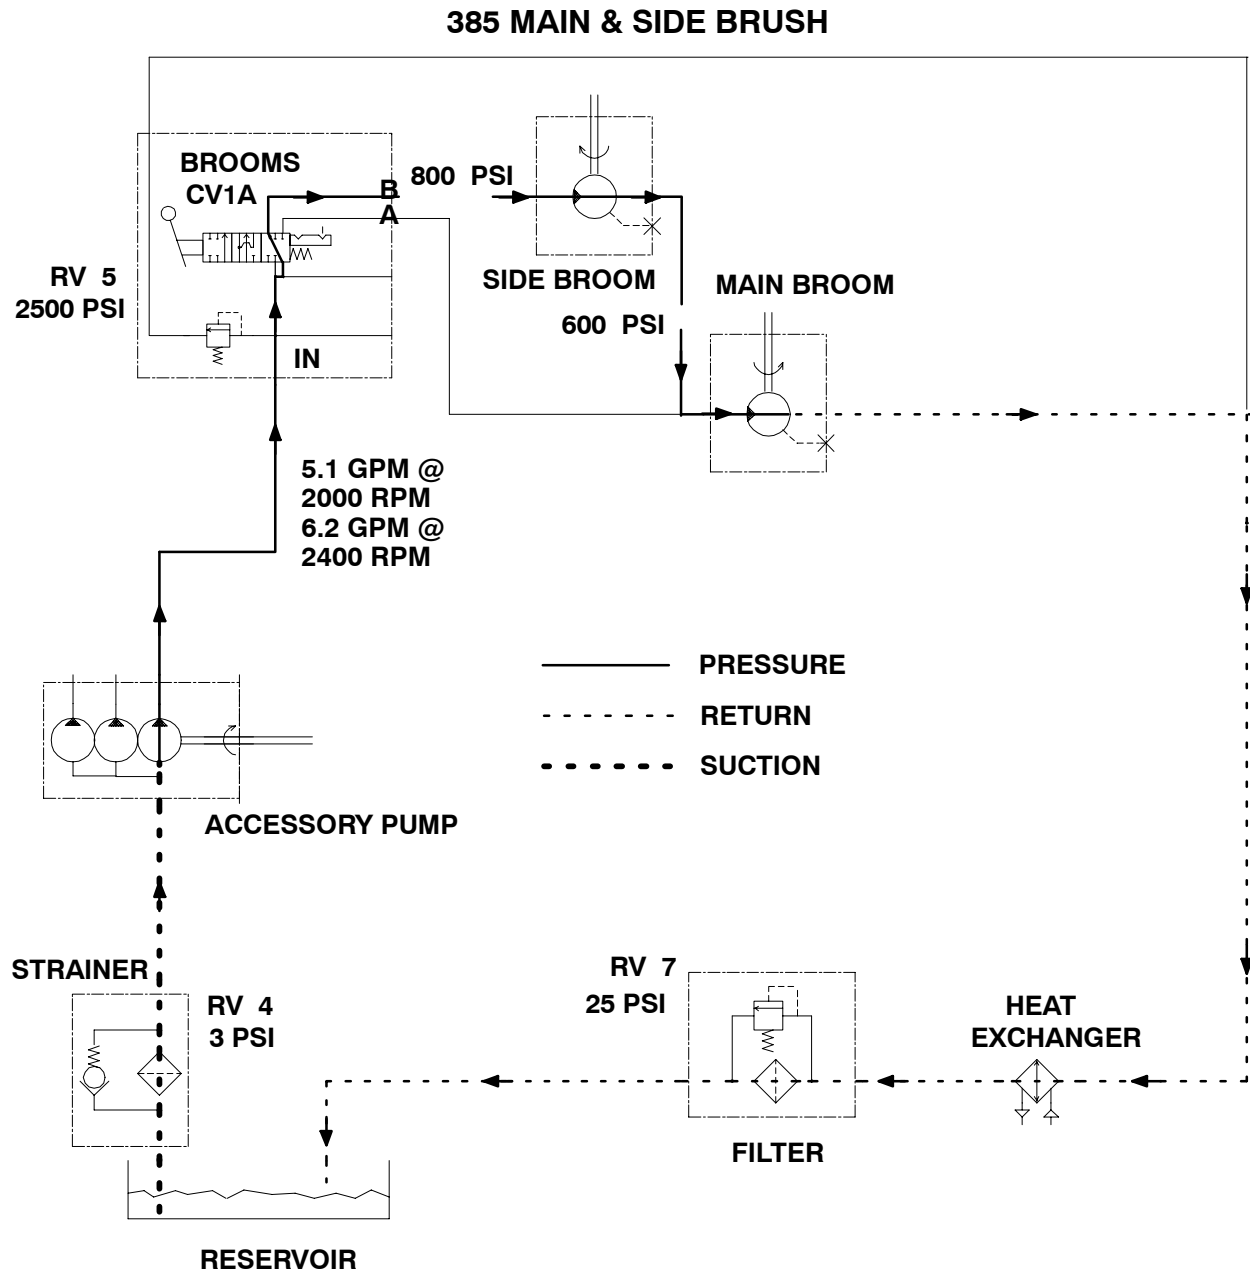 385 MAIN & SIDE BRUSH
BROOMS
CV1A
B
A
800 PSI
RV 5
2500 PSI
IN
SIDE BROOM
MAIN BROOM
600 PSI
5.1 GPM @
2000 RPM
6.2 GPM @
2400 RPM
PRESSURE
RETURN
SUCTION
ACCESSORY PUMP
STRAINER
RV 4
3 PSI
RV 7
25 PSI
HEAT
EXCHANGER
FILTER
RESERVOIR